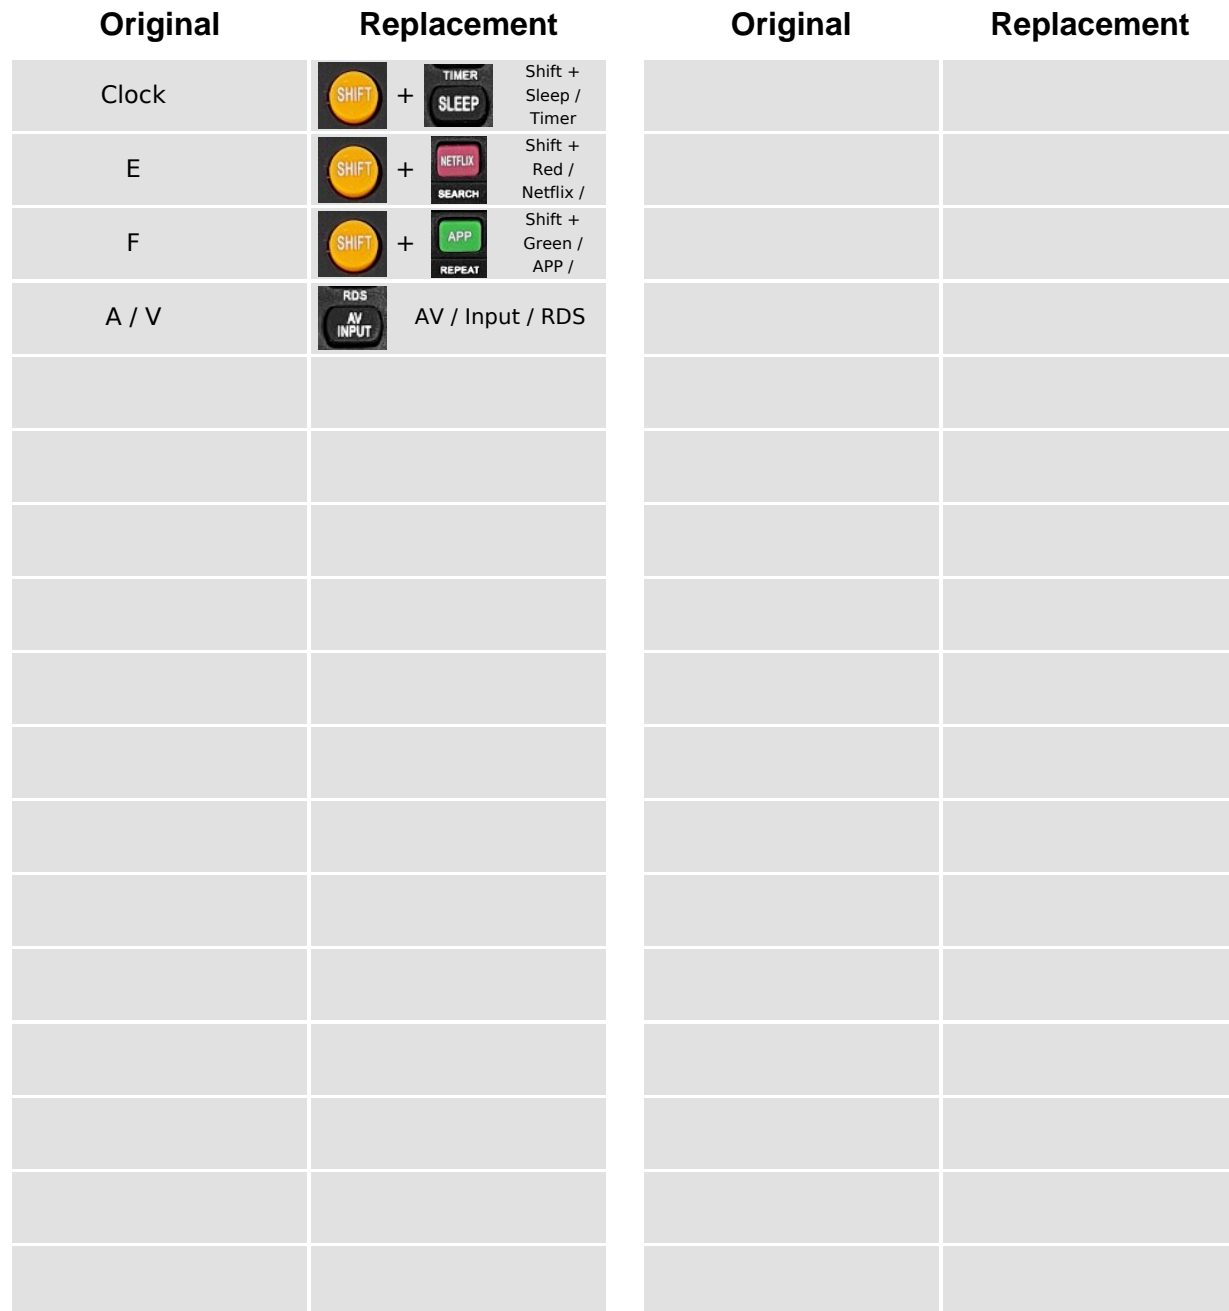 Original Replacement Original Replacement
Clock
SHIFT
+
TIMER
SLEEP
Shift +
Sleep /
Timer
E
SHIFT
+
NETFLIX
SEARCH
Shift +
Red /
Netflix /
F
SHIFT
+
APP
REPEAT
Shift +
Green /
APP /
A / V
RDS
AV
INPUT
AV / Input / RDS